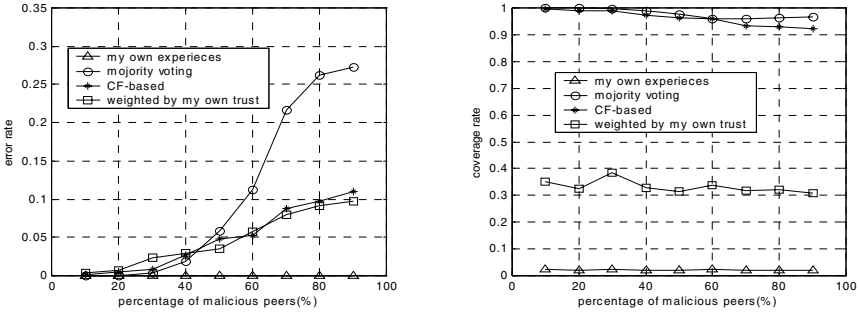 0.35
0.3
0.25
0.2
0.15
0.1
0.05
0
error rate
my own experieces
mojority voting
CF-based
weighted by my own trust
0 20 40 60 80 100
percentage of malicious peers(%)
1
0.9
0.8
0.7
0.6
0.5
0.4
0.3
0.2
0.1
0
coverage rate
my own experieces
mojority voting
CF-based
weighted by my own trust
0 20 40 60 80 100
percentage of malicious peers(%)